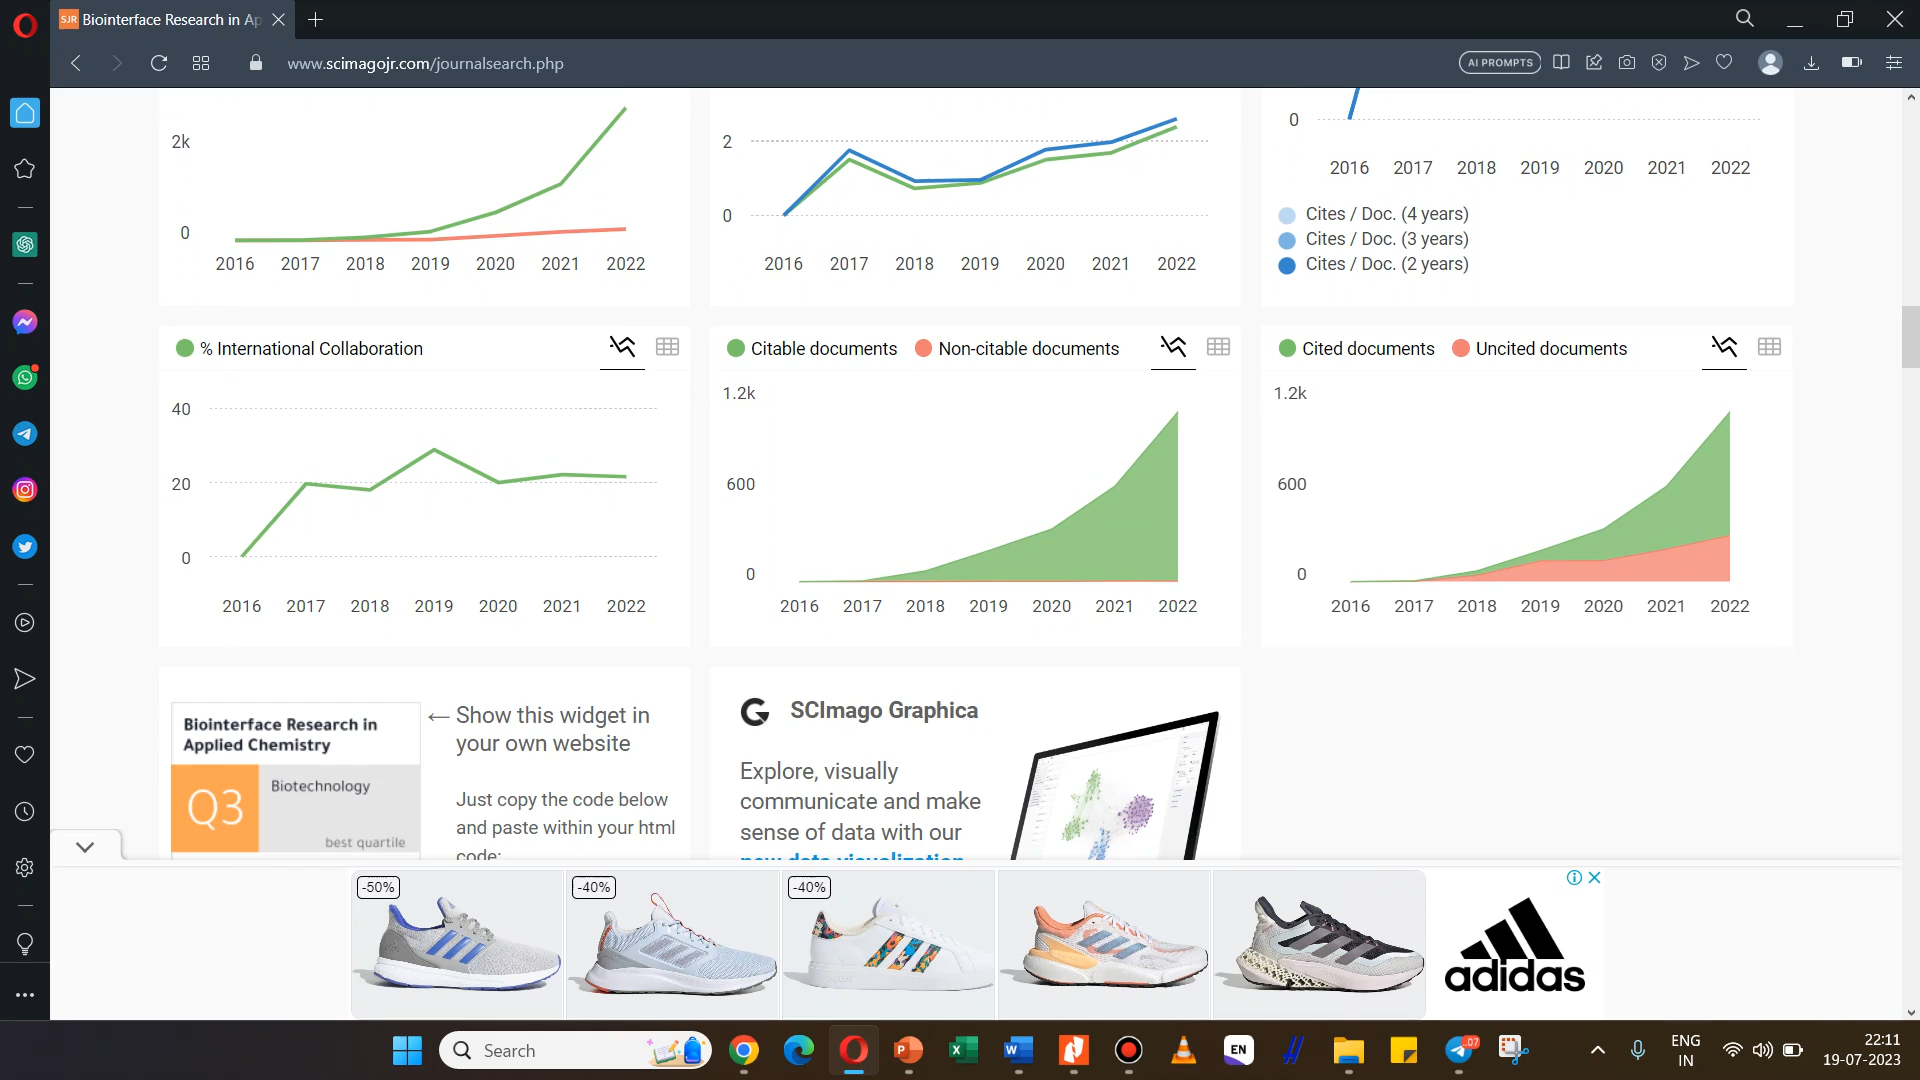 SJR Biointerface Research in Ap
www.scimagojr.com/journalsearch.php
AI PROMPTS
2k
0
2016 2017 2018 2019 2020 2021 2022
2
0
2016 2017 2018 2019 2020 2021 2022
0
2016 2017 2018 2019 2020 2021 2022
Cites / Doc. (4 years)
Cites / Doc. (3 years)
Cites / Doc. (2 years)
% International Collaboration
40
20
0
2016 2017 2018 2019 2020 2021 2022
Citable documents Non-citable documents
1.2k
600
0
2016 2017 2018 2019 2020 2021 2022
Cited documents Uncited documents
1.2k
600
0
2016 2017 2018 2019 2020 2021 2022
Biointerface Research in
Applied Chemistry
Q3
Biotechnology
best quartile
← Show this widget in
your own website
Just copy the code below
and paste within your html
code:
SCImago Graphica
Explore, visually
communicate and make
sense of data with our
new data visualization
-50%
-40%
-40%
adidas
Search
EN
07
ENG
IN
22:11
19-07-2023